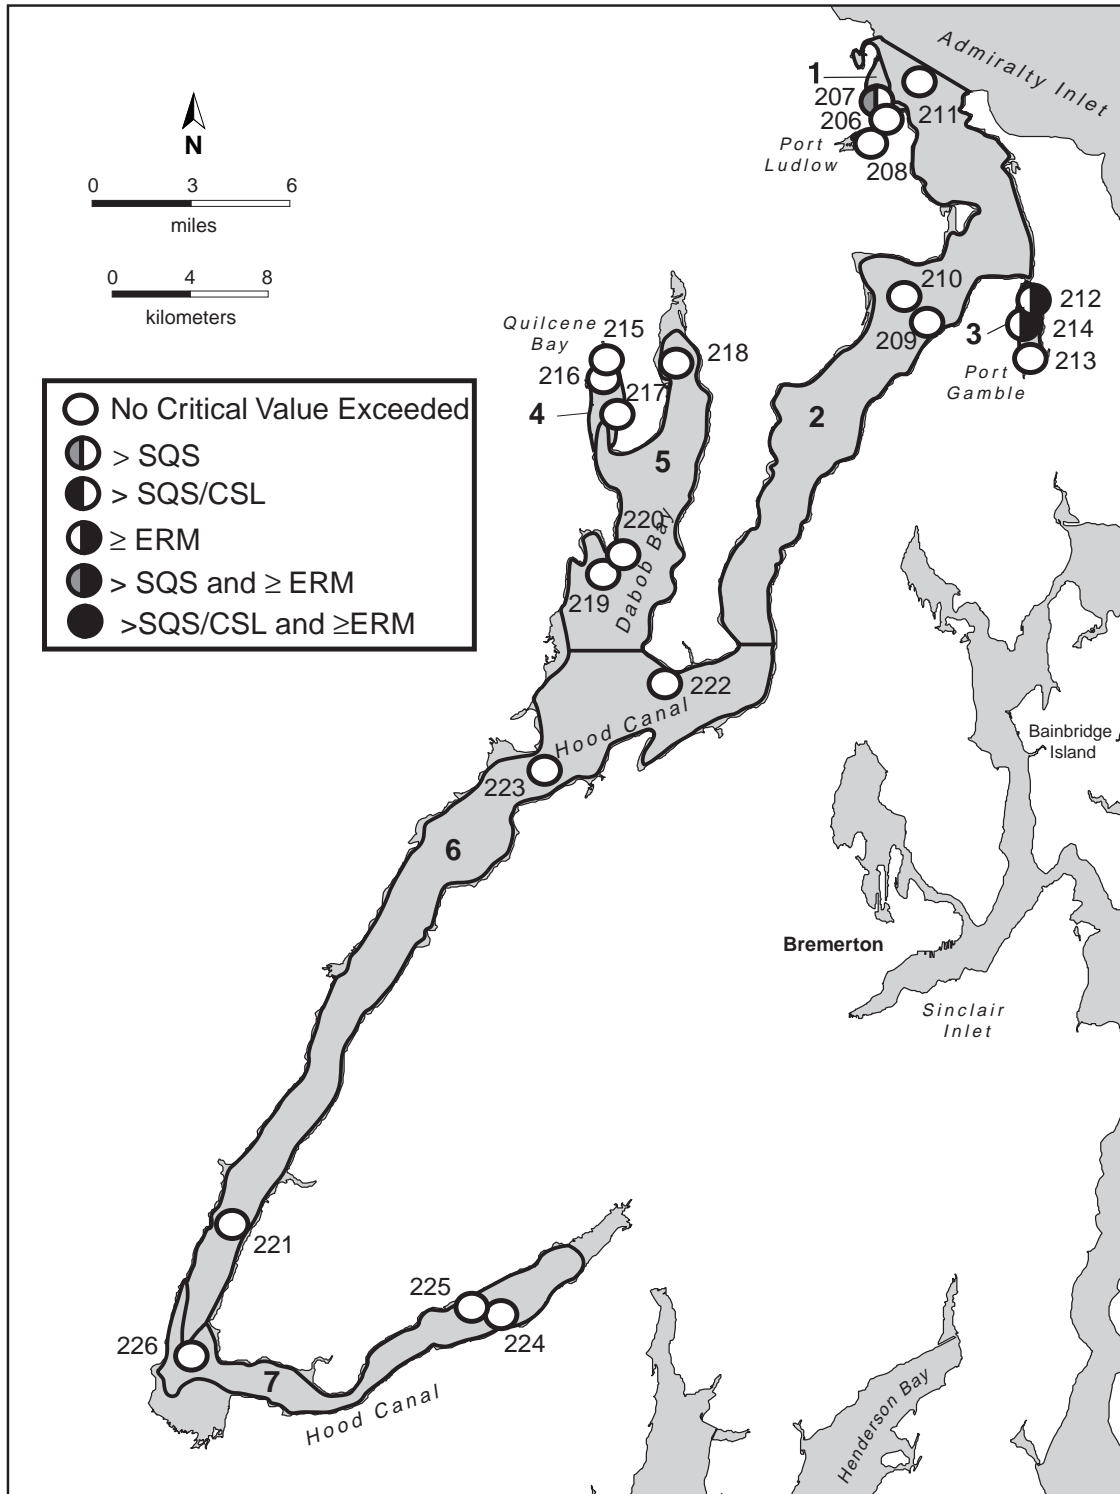 Admiralty Inlet
1
207
211
206
Port
Ludlow
208
N
0 3 6
miles
0 4 8
kilometers
210
212
209
3
214
213
Port
Gamble
Quilcene
Bay
215
218
216
217
4
2
5
No Critical Value Exceeded
> SQS
> SQS/CSL
≥ ERM
> SQS and ≥ ERM
>SQS/CSL and ≥ERM
220
Dabob Bay
219
222
Hood Canal
223
Bainbridge
Island
6
Bremerton
Sinclair
Inlet
221
225
224
226
7
Hood Canal
Henderson Bay